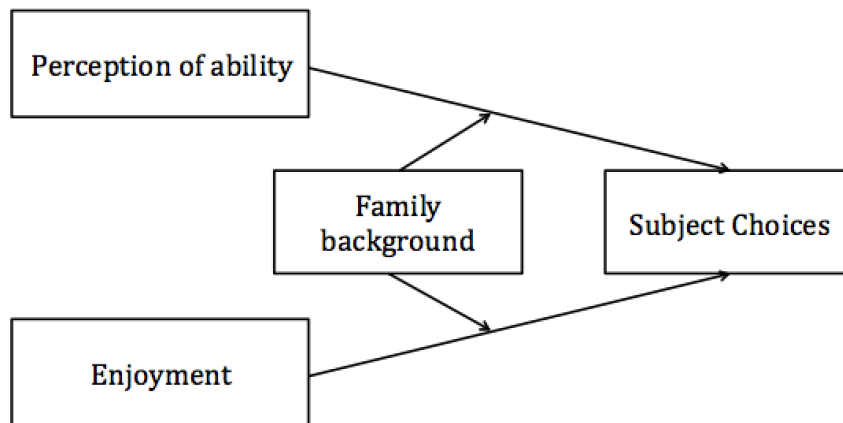 Perception of ability
Family
background
Subject Choices
Enjoyment